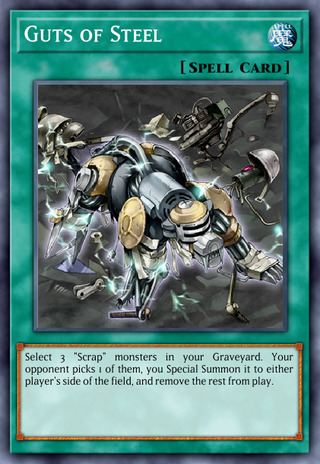 Guts of Steel
[Spell Card]
Select 3 "Scrap" monsters in your Graveyard. Your
opponent picks 1 of them, you Special Summon it to either
player's side of the field, and remove the rest from play.